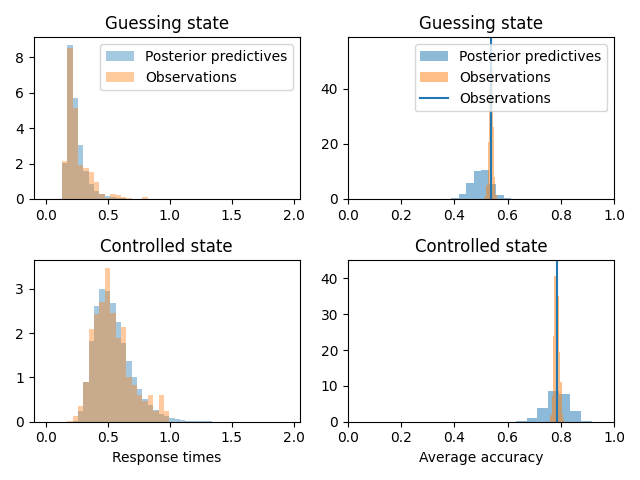 Guessing state
Posterior predictives
Observations
8
6
4
2
0
0.0 0.5 1.0 1.5 2.0
Guessing state
Posterior predictives
Observations
Observations
40
20
0
0.0 0.2 0.4 0.6 0.8 1.0
Controlled state
3
2
1
0
0.0 0.5 1.0 1.5 2.0
Response times
Controlled state
40
30
20
10
0
0.0 0.2 0.4 0.6 0.8 1.0
Average accuracy